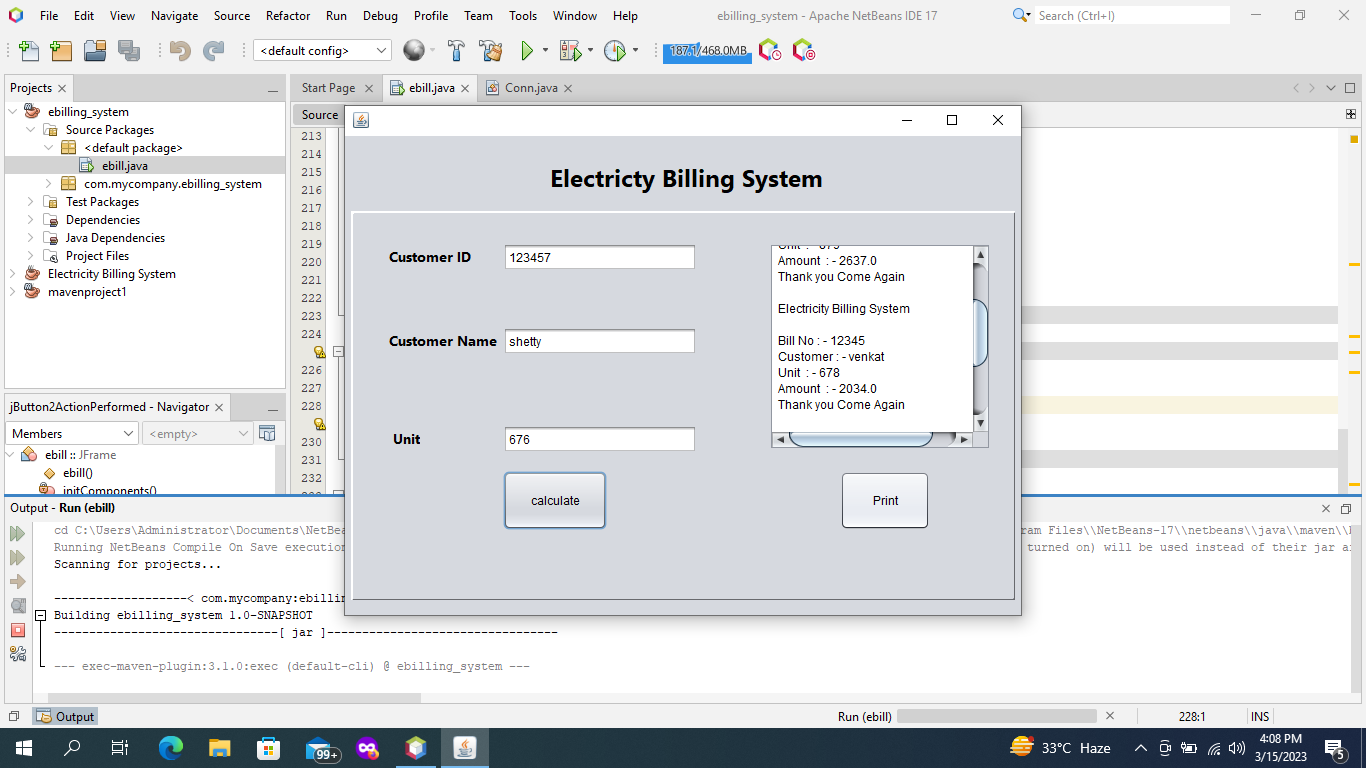 File Edit View Navigate Source Refactor Run Debug Profile Team Tools Window Help
ebilling_system - Apache NetBeans IDE 17
Search (Ctrl+I)
<default config>
187.1/468.0MB
Projects
Start Page
ebill.java
Conn.java
ebilling_system
Source Packages
<default package>
ebill.java
com.mycompany.ebilling_system
Test Packages
Dependencies
Java Dependencies
Project Files
Electricity Billing System
mavenproject1
Source
213
214
215
216
217
218
219
220
221
222
223
224
226
227
228
230
231
232
Electricty Billing System
Customer ID
123457
Customer Name
shetty
Unit
676
calculate
Amount : - 2637.0
Thank you Come Again
Electricity Billing System
Bill No : - 12345
Customer : - venkat
Unit : - 678
Amount : - 2034.0
Thank you Come Again
Print
jButton2ActionPerformed - Navigator
Members
<empty>
ebill :: JFrame
ebill()
initComponents()
Output - Run (ebill)
cd C:\Users\Administrator\Documents\NetBea
ram Files\\NetBeans-17\\netbeans\\java\\maven\\
Running NetBeans Compile On Save execution
turned on) will be used instead of their jar
Scanning for projects...
-------------------< com.mycompany:ebillin
Building ebilling_system 1.0-SNAPSHOT
--------------------------------[ jar ]---------------------------------
--- exec-maven-plugin:3.1.0:exec (default-cli) @ ebilling_system ---
Output
Run (ebill)
228:1
INS
99+
33°C Haze
4:08 PM
3/15/2023
5